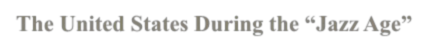 The United States During the “Jazz Age”